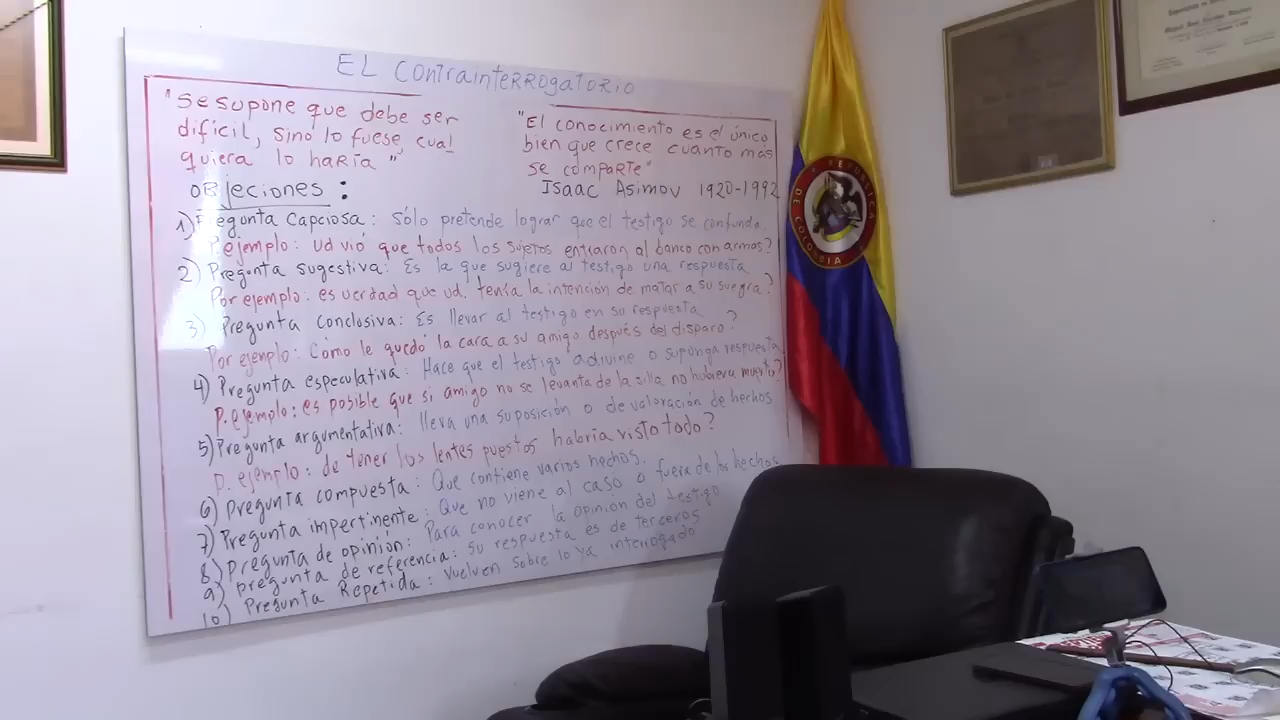 EL CONTRAINTERROGATORIO
"SE SUPONE QUE DEBE SER
difícil, sino lo fuese cual
quiera lo haría"
"El conocimiento es el único
bien que crece cuanto más
se comparte"
Isaac Asimov 1920-1992
OBJECIONES:
1) Pregunta Capciosa: Sólo pretende lograr que el testigo se confunda.
P. ejemplo: ud vio que todos los sujetos entraron al banco con armas?
2) Pregunta sugestiva: Es la que sugiere al testigo una respuesta
Por ejemplo: es verdad que ud. tenía la intención de matar a su suegra?
3) Pregunta Conclosiva: Es llevar al testigo en su respuesta
Por ejemplo: Cómo le quedó la cara a su amigo después del disparo?
4) Pregunta especulativa: Hace que el testigo adivine o suponga respuesta
P. ejemplo: es posible que si amigo no se levanta de la silla no hubiera muerto?
5) Pregunta argumentativa: lleva una suposición o de valoración de hechos
P. ejemplo: de tener los lentes puestos habría visto todo?
6) Pregunta compuesta: Que contiene varios hechos.
7) Pregunta impertinente: Que no viene al caso o fuera de los hechos
8) Pregunta de opinión: Para conocer la opinión del testigo
9) pregunta de referencia: Su respuesta es de terceros
10) Pregunta Repetida: Vuelven sobre lo ya interrogado
REPÚBLICA DE COLOMBIA